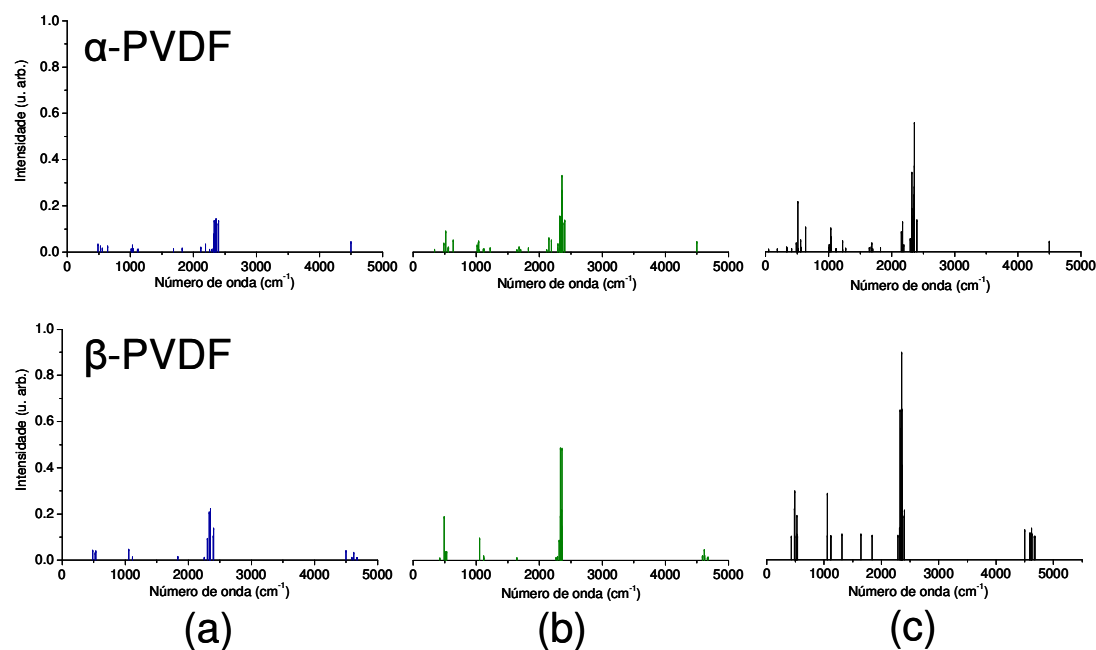 α-PVDF
Intensidade (u. arb.)
1.0
0.8
0.6
0.4
0.2
0.0
0 1000 2000 3000 4000 5000
Número de onda (cm-1)
0 1000 2000 3000 4000 5000
Número de onda (cm-1)
0 1000 2000 3000 4000 5000
Número de onda (cm-1)
β-PVDF
Intensidade (u. arb.)
1.0
0.8
0.6
0.4
0.2
0.0
0 1000 2000 3000 4000 5000
Número de onda (cm-1)
0 1000 2000 3000 4000 5000
Número de onda (cm-1)
0 1000 2000 3000 4000 5000
Número de onda (cm-1)
(a) (b) (c)